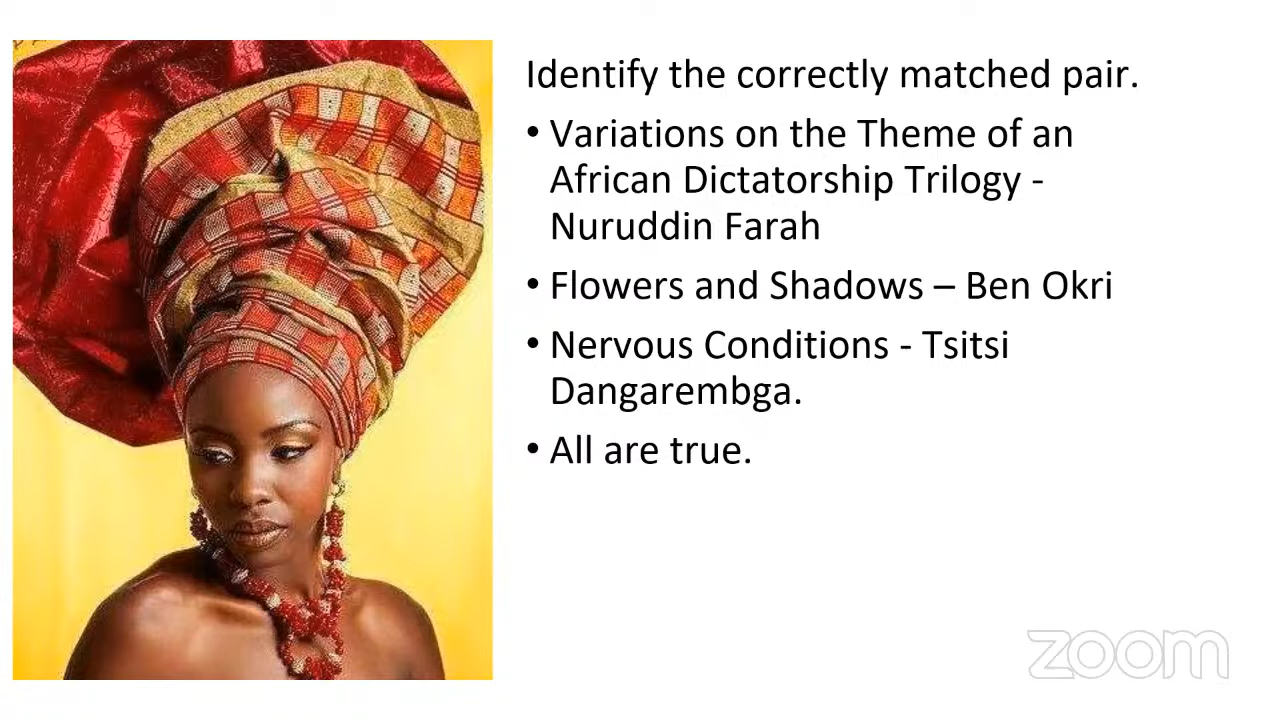 Identify the correctly matched pair.
• Variations on the Theme of an
African Dictatorship Trilogy -
Nuruddin Farah
• Flowers and Shadows – Ben Okri
• Nervous Conditions - Tsitsi
Dangarembga.
• All are true.
zoom